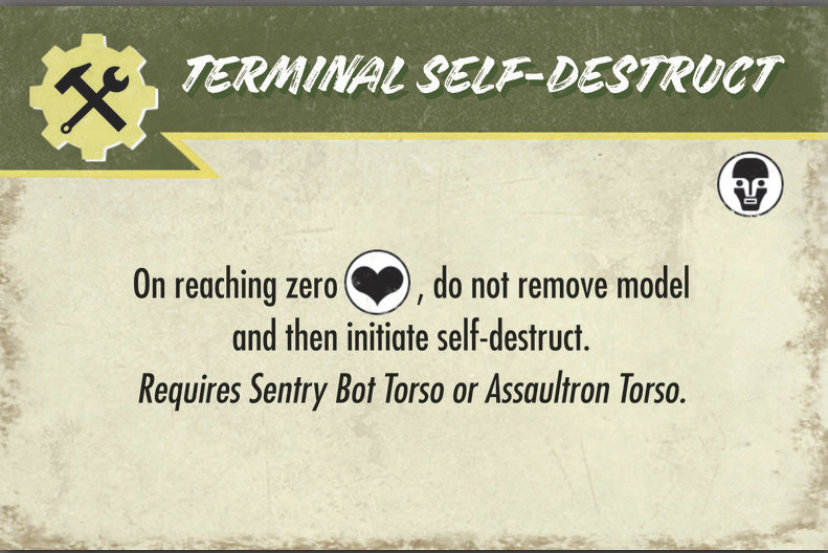 TERMINAL SELF-DESTRUCT
On reaching zero , do not remove model
and then initiate self-destruct.
Requires Sentry Bot Torso or Assaultron Torso.